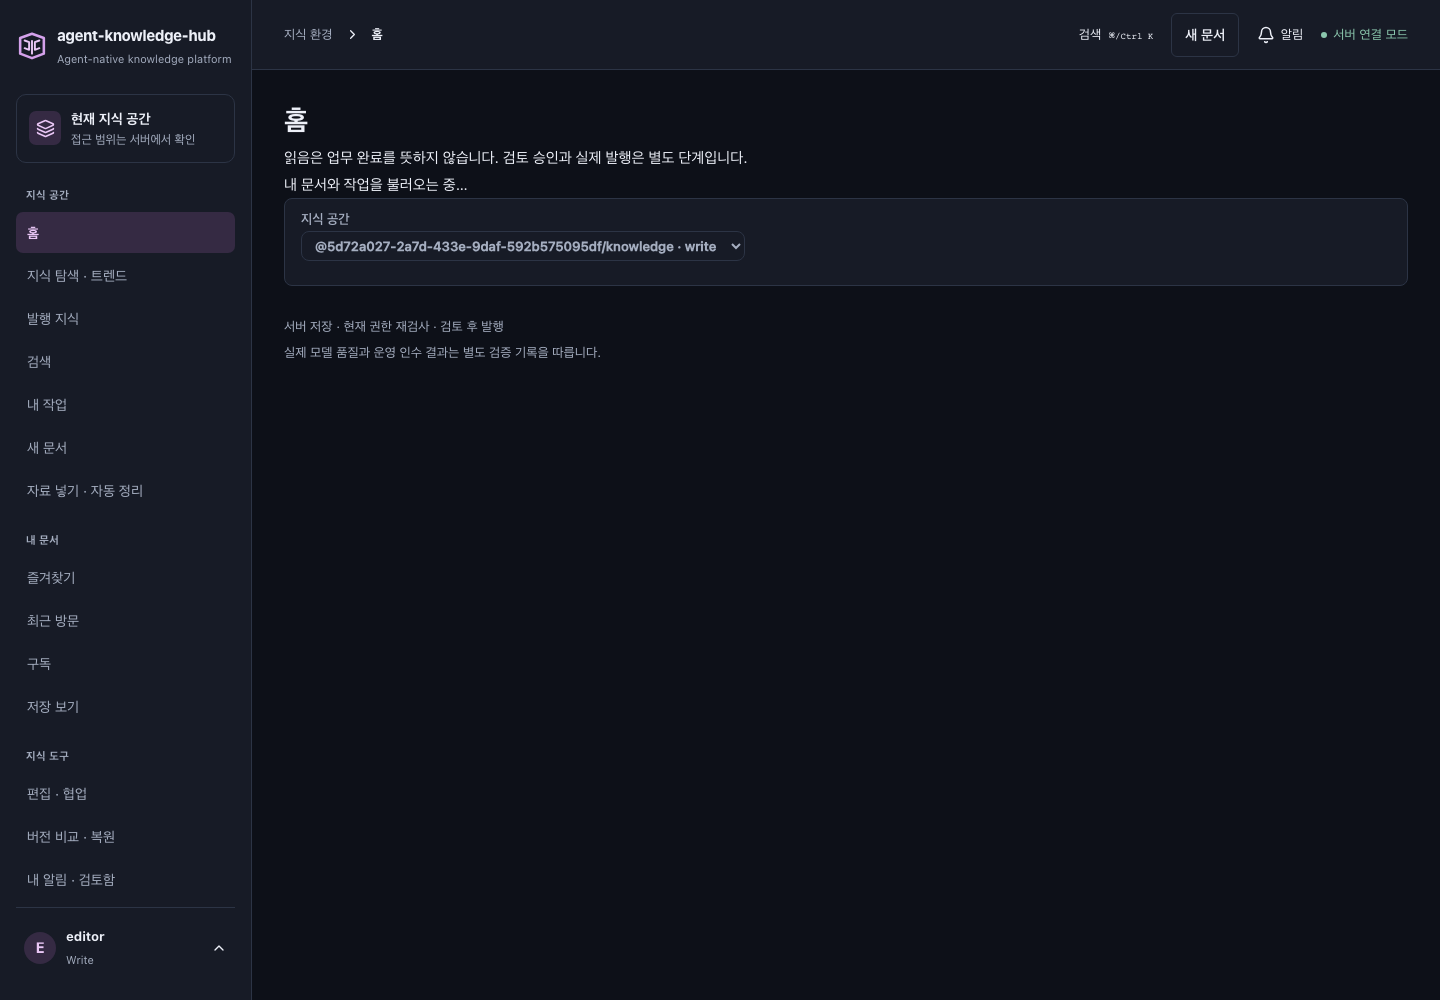 agent-knowledge-hub
Agent-native knowledge platform
현재 지식 공간
접근 범위는 서버에서 확인
지식 공간
홈
지식 탐색 · 트렌드
발행 지식
검색
내 작업
새 문서
자료 넣기 · 자동 정리
내 문서
즐겨찾기
최근 방문
구독
저장 보기
지식 도구
편집 · 협업
버전 비교 · 복원
내 알림 · 검토함
E
editor
Write
지식 환경 > 홈
검색 ⌘/Ctrl K
새 문서
알림
서버 연결 모드
홈
읽음은 업무 완료를 뜻하지 않습니다. 검토 승인과 실제 발행은 별도 단계입니다.
내 문서와 작업을 불러오는 중…
지식 공간
@5d72a027-2a7d-433e-9daf-592b575095df/knowledge · write
서버 저장 · 현재 권한 재검사 · 검토 후 발행
실제 모델 품질과 운영 인수 결과는 별도 검증 기록을 따릅니다.